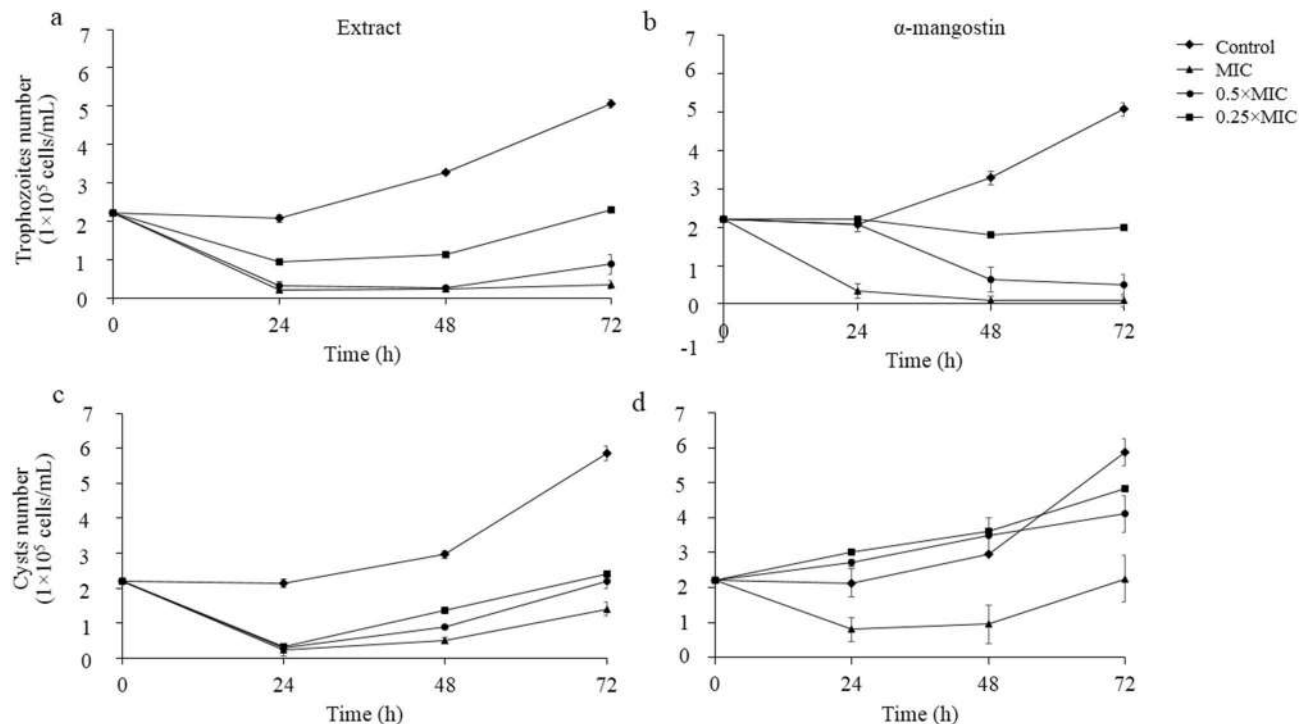 a
Extract
b
α-mangostin
Control
MIC
0.5×MIC
0.25×MIC
Trophozoites number
(1×10⁵ cells/mL)
7
6
5
4
3
2
1
0
0
24
48
72
Time (h)
7
6
5
4
3
2
1
0
-1
0
24
48
72
Time (h)
c
d
Cysts number
(1×10⁵ cells/mL)
7
6
5
4
3
2
1
0
0
24
48
72
Time (h)
7
6
5
4
3
2
1
0
0
24
48
72
Time (h)